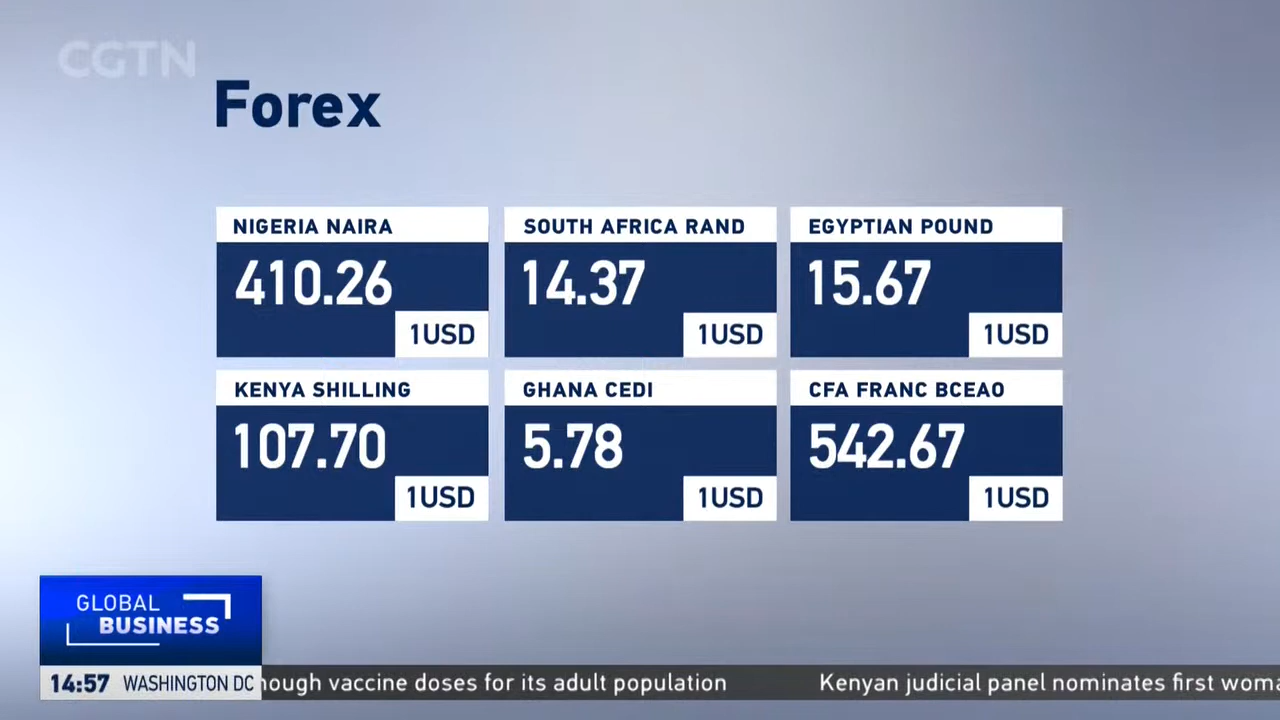 CGTN
Forex
NIGERIA NAIRA
410.26
1USD
SOUTH AFRICA RAND
14.37
1USD
EGYPTIAN POUND
15.67
1USD
KENYA SHILLING
107.70
1USD
GHANA CEDI
5.78
1USD
CFA FRANC BCEAO
542.67
1USD
GLOBAL
BUSINESS
14:57 WASHINGTON DC vaccine doses for its adult population Kenyan judicial panel nominates first